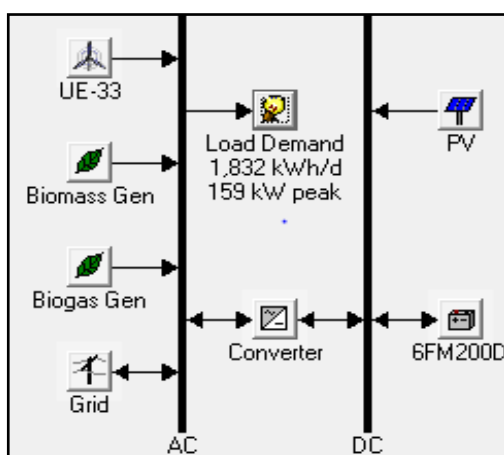 UE-33
Load Demand
1,832 kWh/d
159 kW peak
PV
Biomass Gen
Biogas Gen
Converter
6FM200D
Grid
AC
DC